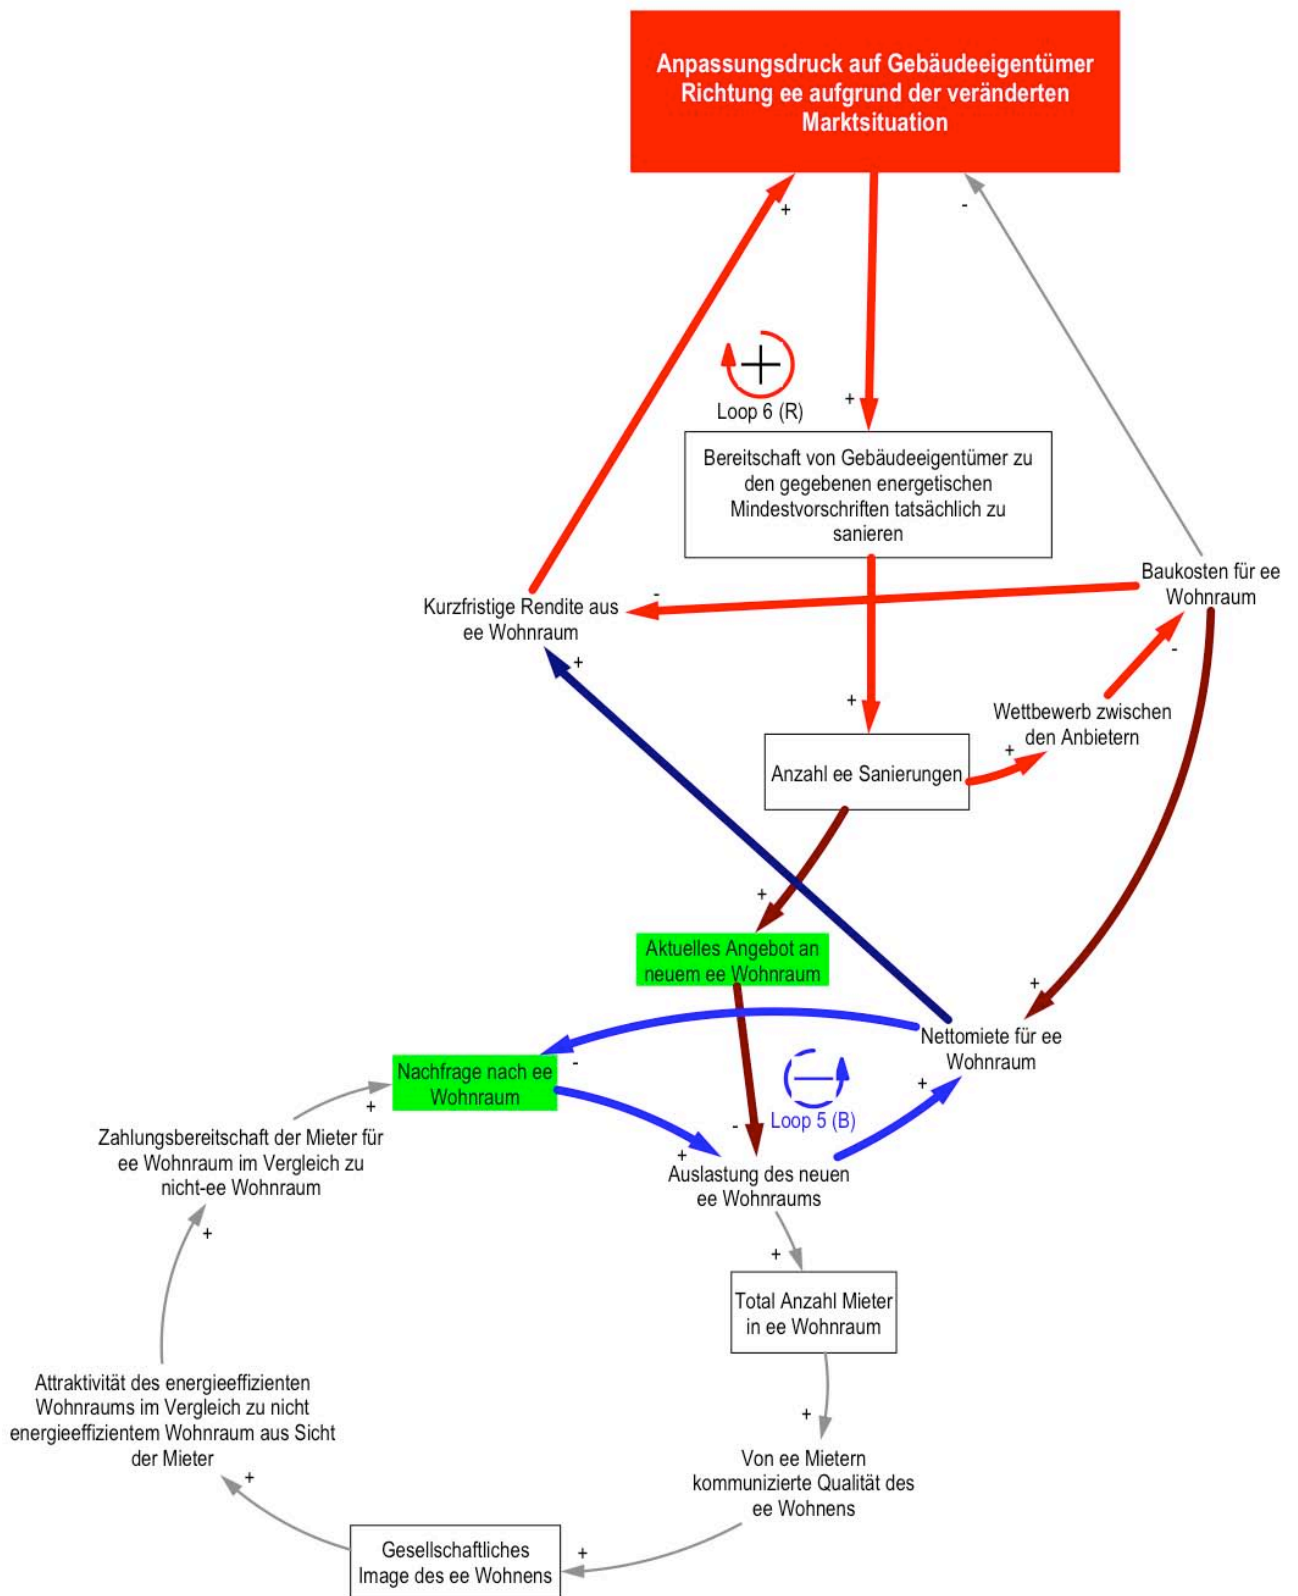 Anpassungsdruck auf Gebäudeeigentümer
Richtung ee aufgrund der veränderten
Marktsituation
+
-
Loop 6 (R)
+
Bereitschaft von Gebäudeeigentümer zu
den gegebenen energetischen
Mindestvorschriften tatsächlich zu
sanieren
Baukosten für ee
Wohnraum
-
Kurzfristige Rendite aus
ee Wohnraum
+
-
+
Wettbewerb zwischen
den Anbietern
+
Anzahl ee Sanierungen
+
Aktuelles Angebot an
neuem ee Wohnraum
+
Nettomiete für ee
Wohnraum
-
Nachfrage nach ee
Wohnraum
+
+
Loop 5 (B)
-
+
Zahlungsbereitschaft der Mieter für
ee Wohnraum im Vergleich zu
nicht-ee Wohnraum
Auslastung des neuen
ee Wohnraums
+
+
Total Anzahl Mieter
in ee Wohnraum
Attraktivität des energieeffizienten
Wohnraums im Vergleich zu nicht
energieeffizientem Wohnraum aus Sicht
der Mieter
+
Von ee Mietern
kommunizierte Qualität des
ee Wohnens
+
+
Gesellschaftliches
Image des ee Wohnens